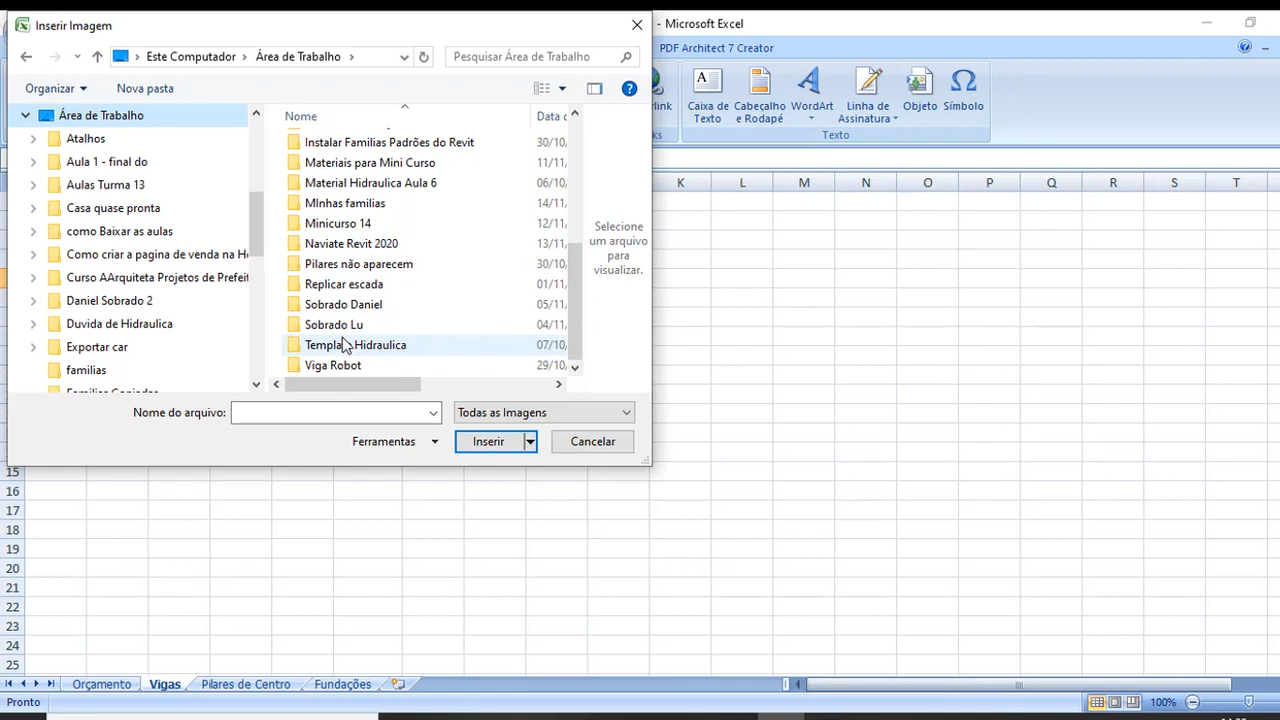 Inserir Imagem
- Microsoft Excel
Este Computador
Área de Trabalho
Pesquisar Área de Trabalho
PDF Architect 7 Creator
Organizar
Nova pasta
Caixa de Texto
Cabeçalho e Rodapé
WordArt
Linha de Assinatura
Objeto
Símbolo
Texto
Área de Trabalho
Atalhos
Aula 1 - final do
Aulas Turma 13
Casa quase pronta
como Baixar as aulas
Como criar a pagina de venda na Ho
Curso AArquiteta Projetos de Prefeit
Daniel Sobrado 2
Duvida de Hidraulica
Exportar car
familias
Nome
Instalar Familias Padrões do Revit 30/10,
Materiais para Mini Curso 11/11,
Material Hidraulica Aula 6 06/10,
MInhas familias 14/11,
Minicurso 14 12/11,
Naviate Revit 2020 13/11,
Pilares não aparecem 30/10,
Replicar escada 01/11,
Sobrado Daniel 05/11,
Sobrado Lu 04/11,
Hidraulica 07/10,
Viga Robot 29/10,
Selecione
um arquivo
para
visualizar.
Nome do arquivo:
Todas as Imagens
Ferramentas
Inserir
Cancelar
K L M N O P Q R S T
15
16
17
18
19
20
21
22
23
24
25
Orçamento Vigas Pilares de Centro Fundações
Pronto
100%